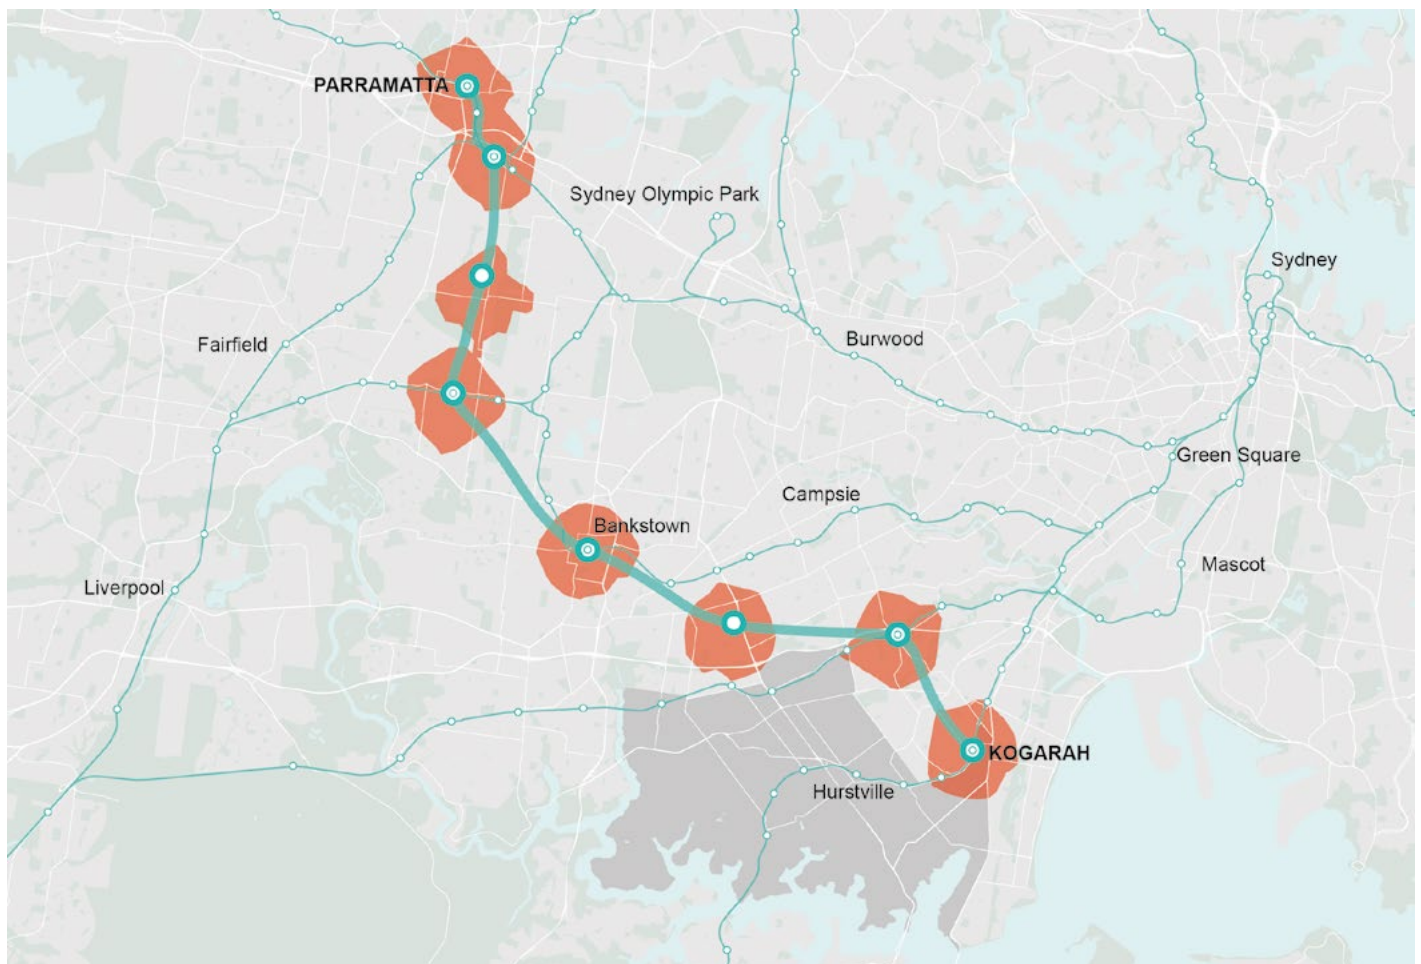 PARRAMATTA
Sydney Olympic Park
Sydney
Fairfield
Burwood
Green Square
Campsie
Bankstown
Mascot
Liverpool
KOGARAH
Hurstville